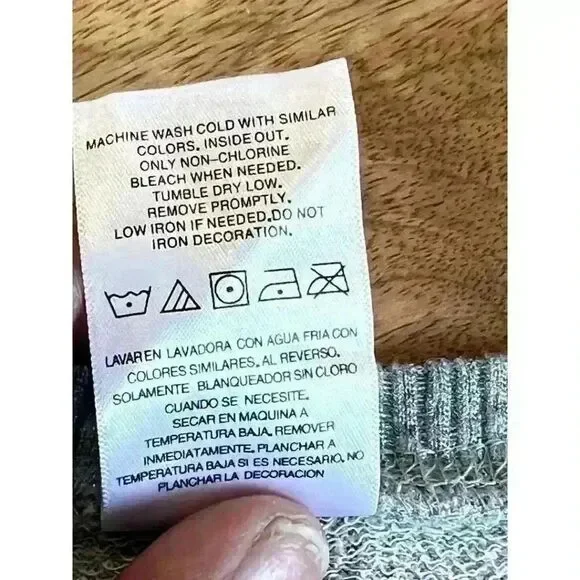 MACHINE WASH COLD WITH SIMILAR
COLORS. INSIDE OUT.
ONLY NON-CHLORINE
BLEACH WHEN NEEDED.
TUMBLE DRY LOW.
REMOVE PROMPTLY.
LOW IRON IF NEEDED.DO NOT
IRON DECORATION.
LAVAR EN LAVADORA CON AGUA FRIA CON
COLORES SIMILARES. AL REVERSO.
SOLAMENTE BLANQUEADOR SIN CLORO
CUANDO SE NECESITE.
SECAR EN MAQUINA A
TEMPERATURA BAJA. REMOVER
INMEDIATAMENTE. PLANCHAR A
TEMPERATURA BAJA SI ES NECESARIO. NO
PLANCHAR LA DECORACION